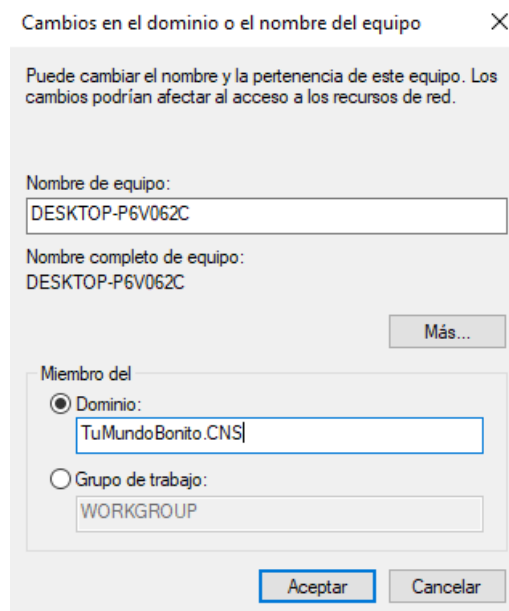 Cambios en el dominio o el nombre del equipo
Puede cambiar el nombre y la pertenencia de este equipo. Los
cambios podrían afectar al acceso a los recursos de red.
Nombre de equipo:
DESKTOP-P6V062C
Nombre completo de equipo:
DESKTOP-P6V062C
Más...
Miembro del
Dominio:
TuMundoBonito.CNS
Grupo de trabajo:
WORKGROUP
Aceptar Cancelar